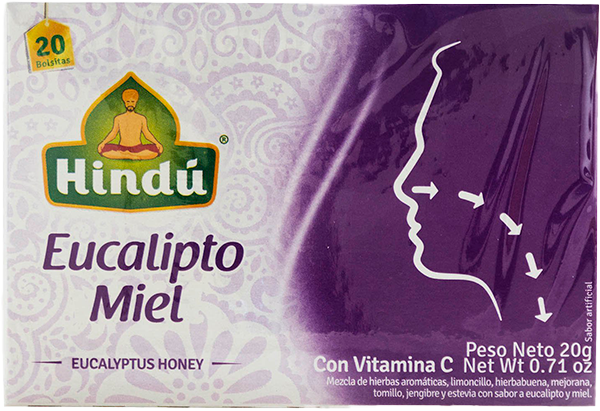 20
Bolsitas
Hindú®
Eucalipto
Miel
EUCALYPTUS HONEY
Sabor artificial
Peso Neto 20g
Con Vitamina C Net Wt 0.71 oz
Mezcla de hierbas aromáticas, limoncillo, hierbabuena, mejorana,
tomillo, jengibre y estevia con sabor a eucalipto y miel.